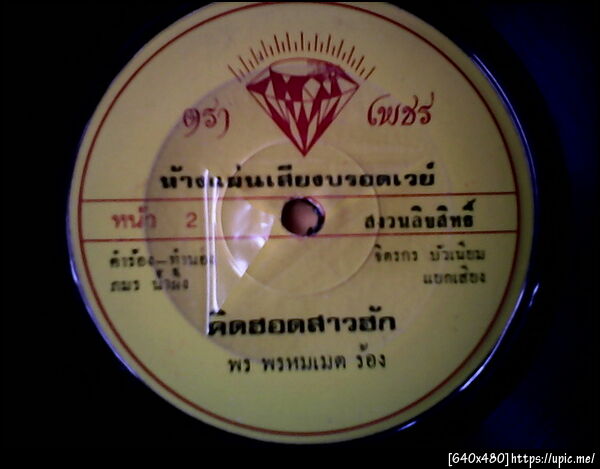 ตรา เพชร
ห้างแผ่นเสียงบรอดเวย์
หน้า 2 สงวนลิขสิทธิ์
คำร้อง-ทำนอง จิตรกร บัวเนียม
ภมร น้ำผึ้ง แยกเสียง
คิดฮอดสาวฮัก
พร พรหมเมต ร้อง
[640x480]https://upic.me/